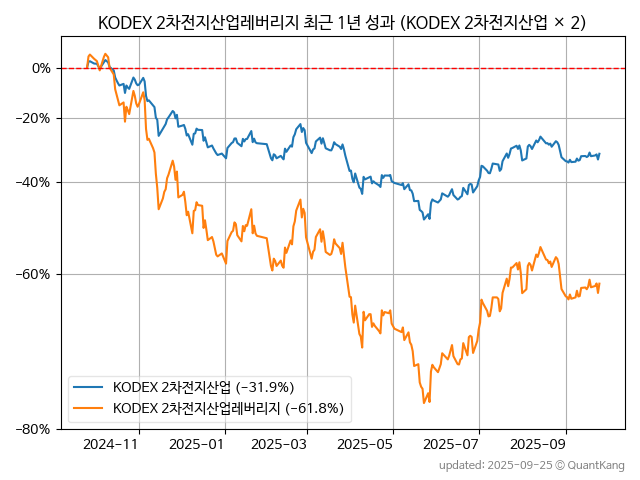 KODEX 2차전지산업레버리지 최근 1년 성과 (KODEX 2차전지산업 × 2)
0%
−20%
−40%
−60%
−80%
KODEX 2차전지산업 (−31.9%)
KODEX 2차전지산업레버리지 (−61.8%)
2024-11 2025-01 2025-03 2025-05 2025-07 2025-09
updated: 2025-09-25 © QuantKang